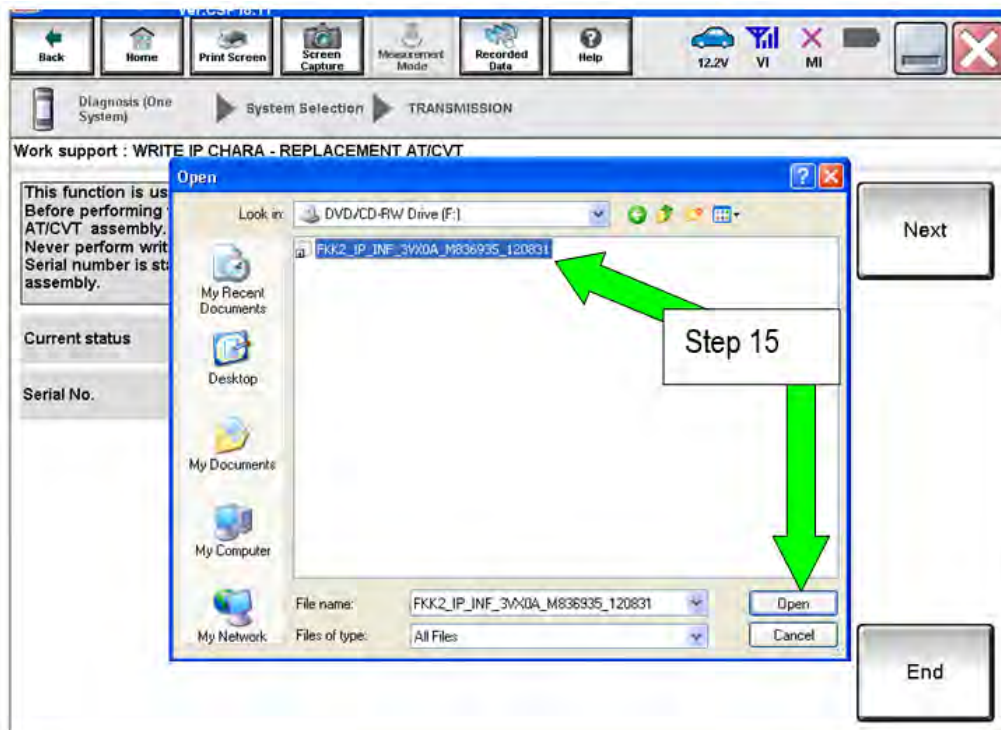 Back
Home
Print Screen
Screen Capture
Measurement Mode
Recorded Data
Help
12.2V
VI
MI
Diagnosis (One System)
System Selection
TRANSMISSION
Work support : WRITE IP CHARA - REPLACEMENT AT/CVT
This function is us
Before performing
AT/CVT assembly.
Never perform writ
Serial number is sta
assembly.
Current status
Serial No.
Open
Look in:
DVD/CD-RW Drive (F:)
FKK2_IP_INF_3VX0A_M836935_120831
My Recent Documents
Desktop
My Documents
My Computer
My Network
File name:
FKK2_IP_INF_3VX0A_M836935_120831
Open
Files of type:
All Files
Cancel
Step 15
Next
End